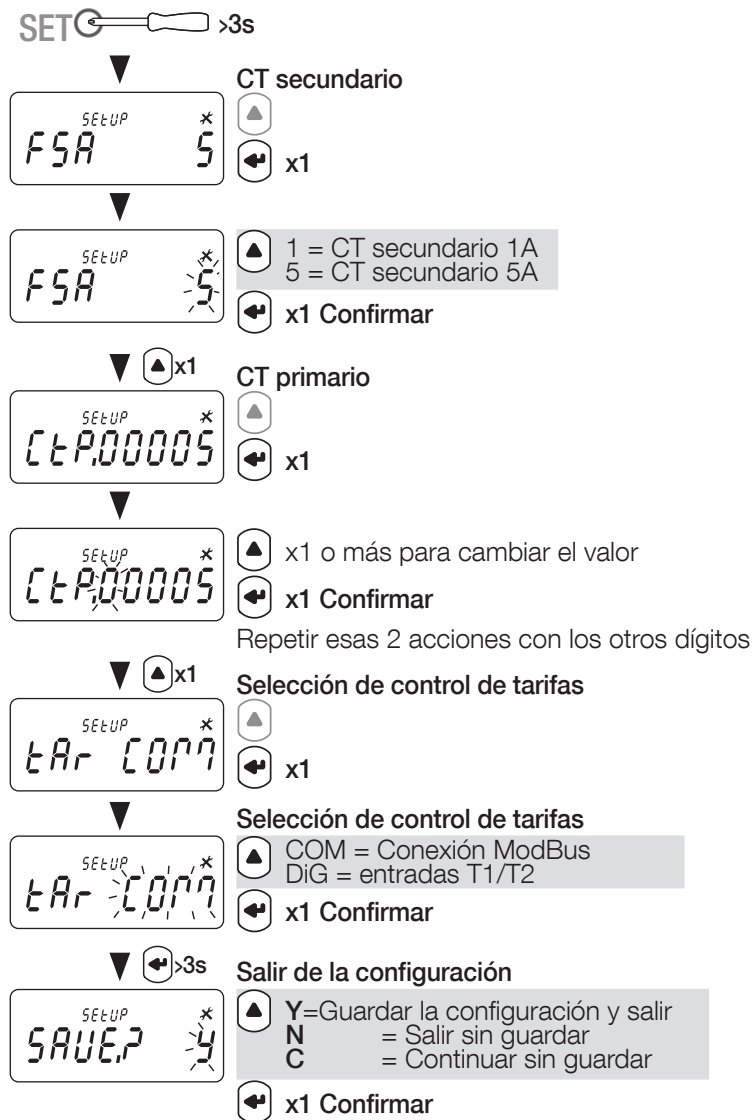 SET >3s
CT secundario
SEtUP
FSA 5
x1
SEtUP
FSA 5
1 = CT secundario 1A
5 = CT secundario 5A
x1 Confirmar
x1
CT primario
SEtUP
CtP.00005
x1
SEtUP
CtP.00005
x1 o más para cambiar el valor
x1 Confirmar
Repetir esas 2 acciones con los otros dígitos
x1
Selección de control de tarifas
SEtUP
tAr COM
x1
Selección de control de tarifas
SEtUP
tAr COM
COM = Conexión ModBus
DiG = entradas T1/T2
x1 Confirmar
>3s
Salir de la configuración
SEtUP
SAVE.? y
Y=Guardar la configuración y salir
N = Salir sin guardar
C = Continuar sin guardar
x1 Confirmar